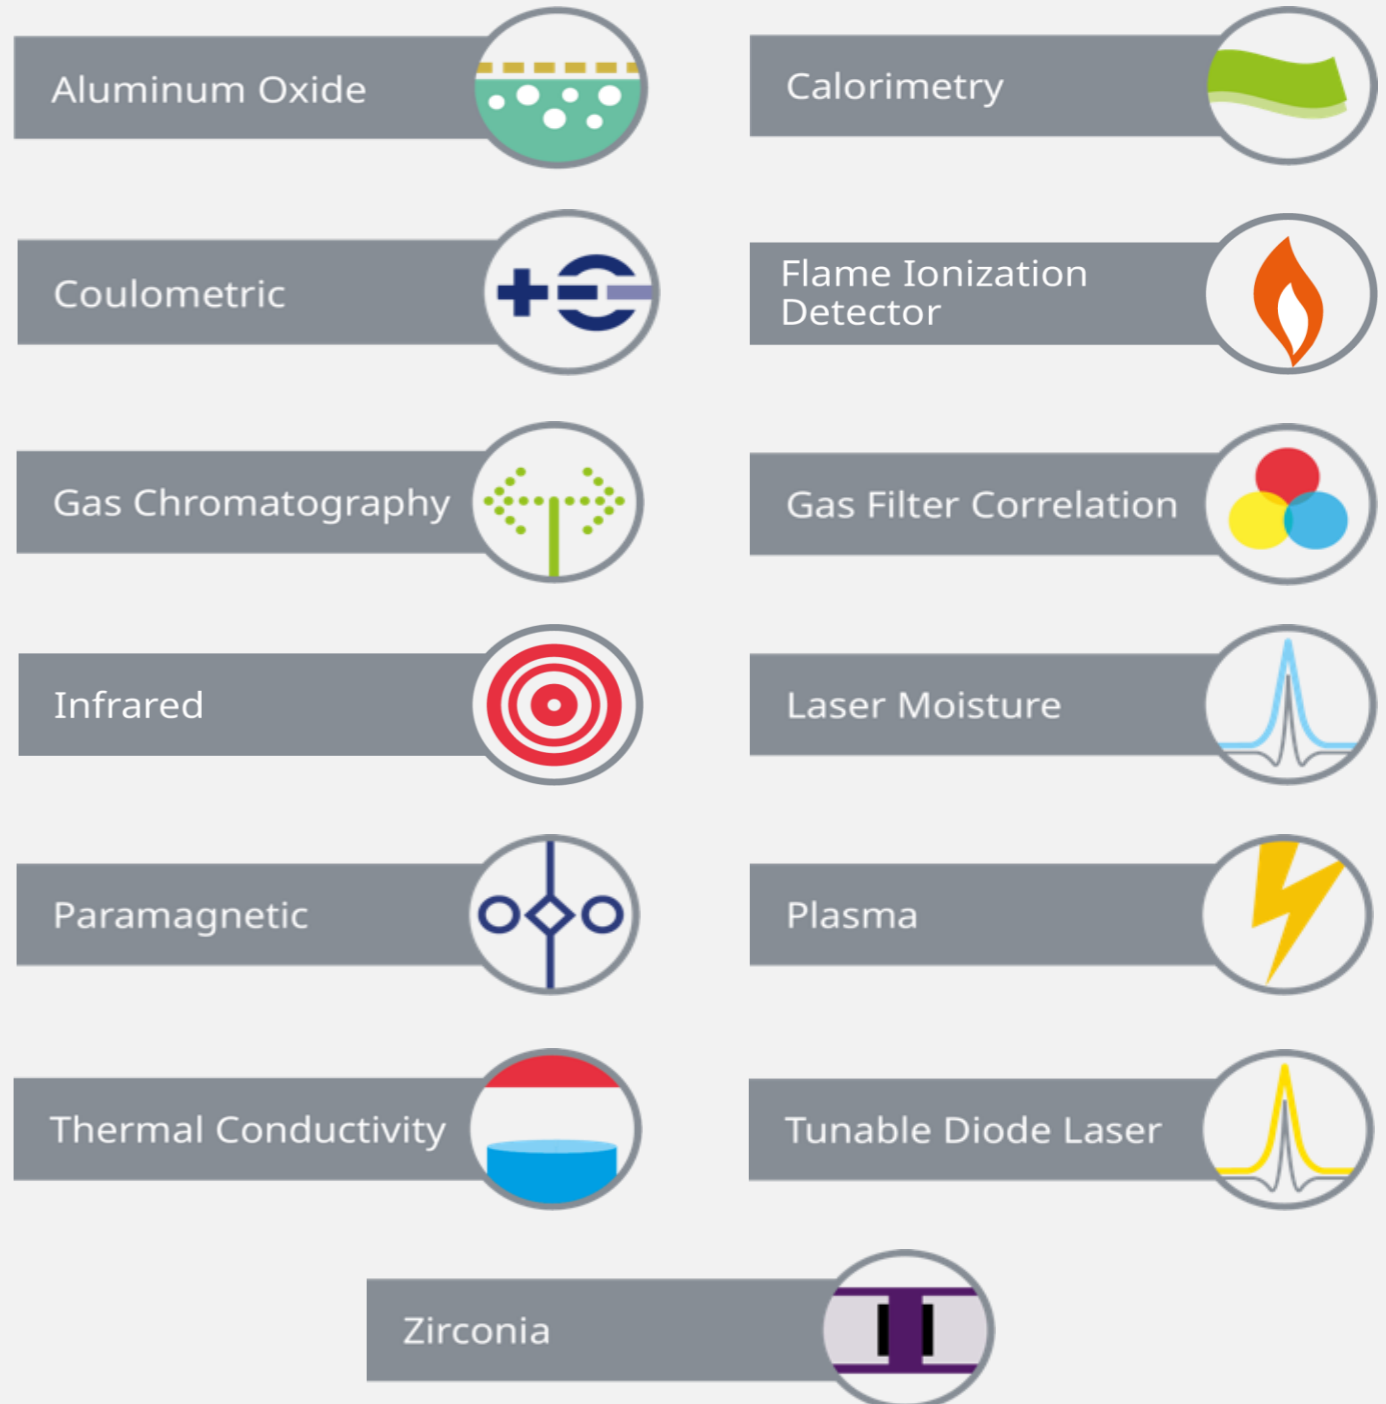 Aluminum Oxide
Calorimetry
Coulometric
Flame Ionization
Detector
Gas Chromatography
Gas Filter Correlation
Infrared
Laser Moisture
Paramagnetic
Plasma
Thermal Conductivity
Tunable Diode Laser
Zirconia